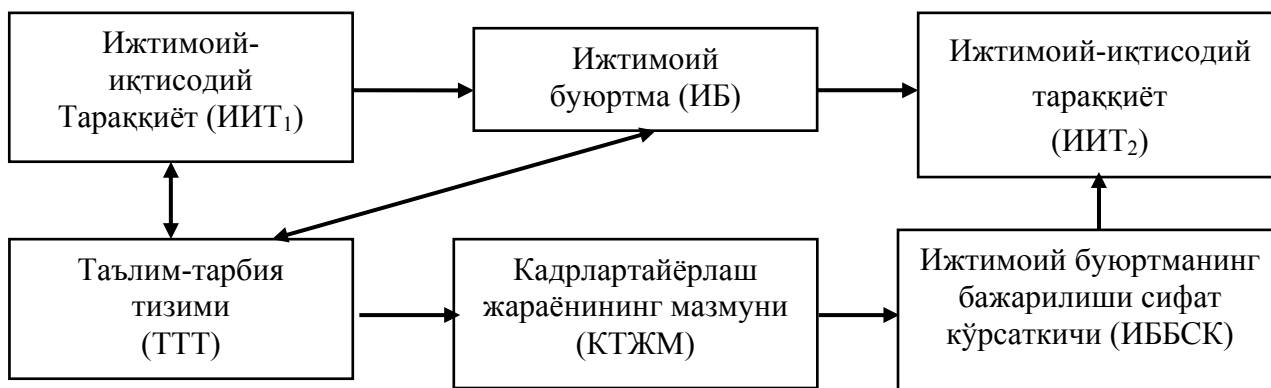 Ижтимоий-
иқтисодий
Тараққиёт (ИИТ₁)
Ижтимоий
буюртма (ИБ)
Ижтимоий-иқтисодий
тараққиёт
(ИИТ₂)
Таълим-тарбия
тизими
(ТТТ)
Кадрлартайёрлаш
жараёнининг мазмуни
(КТЖМ)
Ижтимоий буюртманинг
бажарилиши сифат
кўрсаткичи (ИББСК)